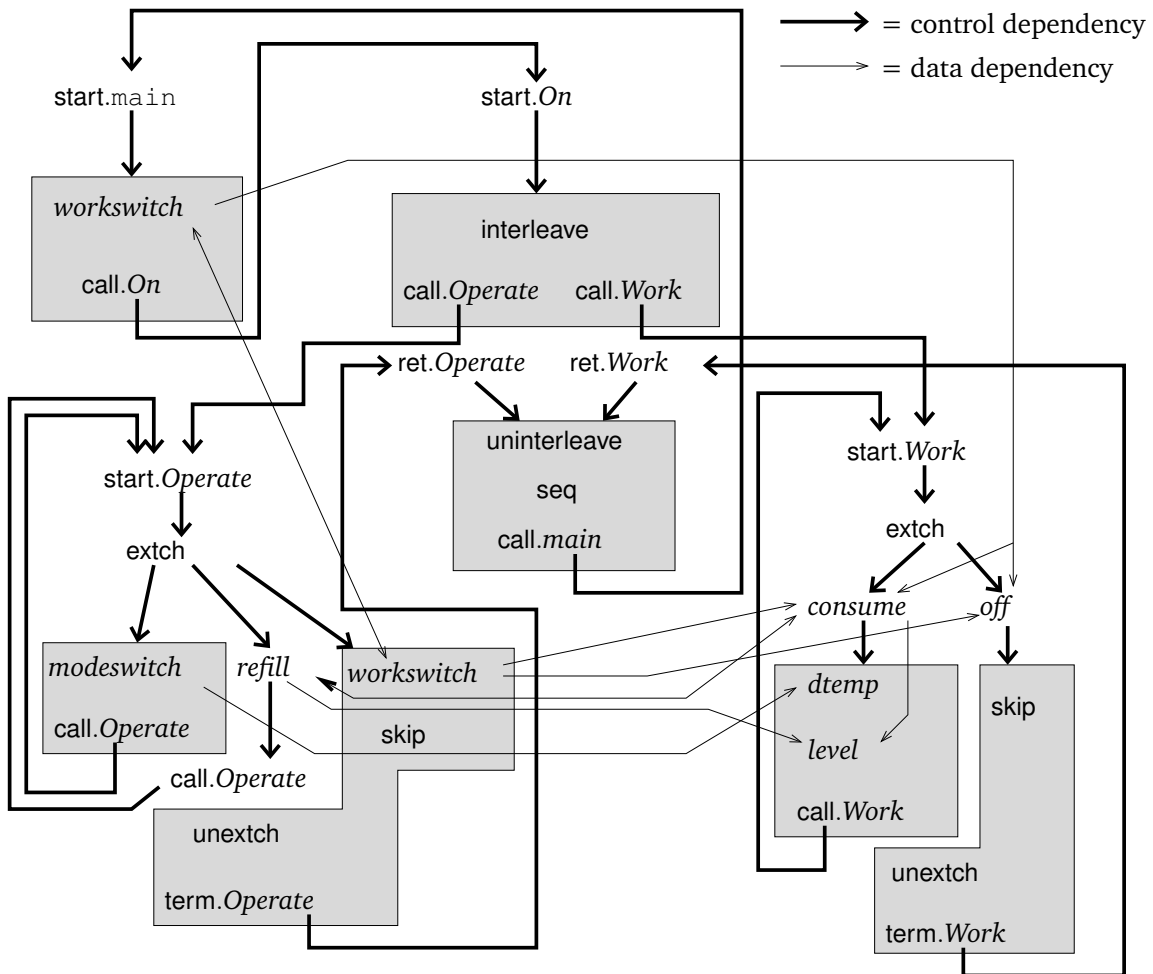 = control dependency
= data dependency
start.main
start.On
workswitch
call.On
interleave
call.Operate
call.Work
ret.Operate
ret.Work
uninterleave
seq
call.main
start.Operate
extch
modeswitch
call.Operate
refill
call.Operate
workswitch
skip
unextch
term.Operate
start.Work
extch
consume
off
dtemp
level
call.Work
skip
unextch
term.Work